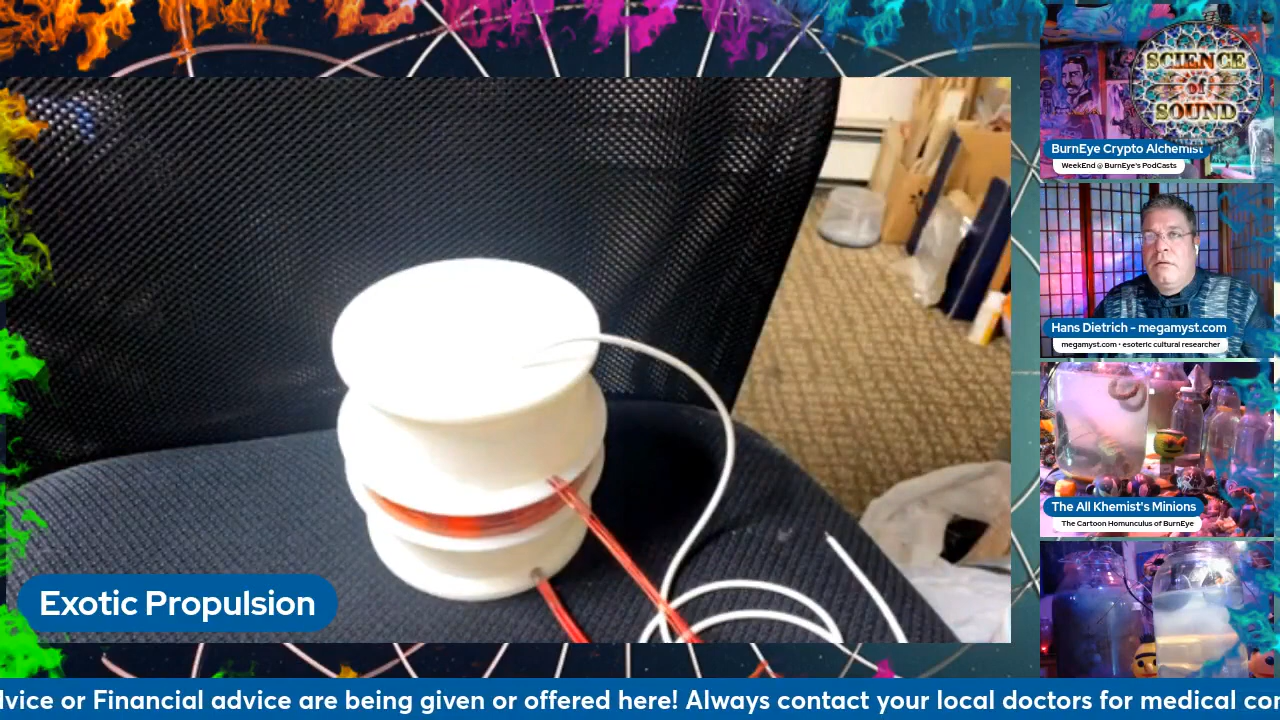 SCIENCE
of
SOUND
BurnEye Crypto Alchemist
WeekEnd @ BurnEye's PodCasts
Hans Dietrich - megamyst.com
megamyst.com • esoteric cultural researcher
The All Khemist's Minions
The Cartoon Homunculus of BurnEye
Exotic Propulsion
dvice or Financial advice are being given or offered here! Always contact your local doctors for medical con